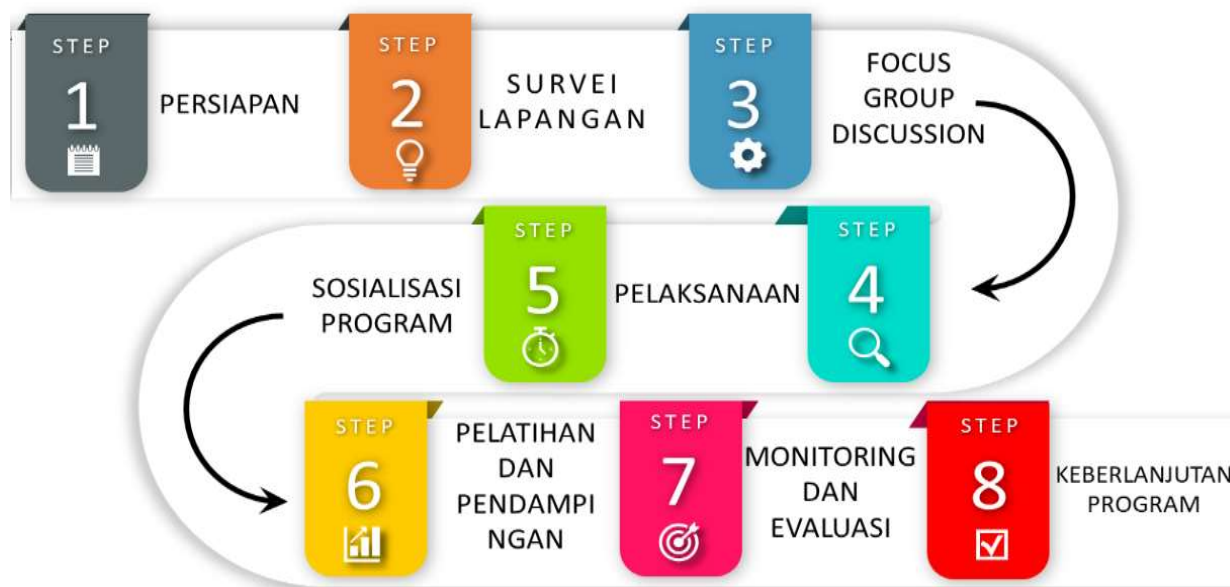 STEP
1
PERSIAPAN
STEP
2
SURVEI
LAPANGAN
STEP
3
FOCUS
GROUP
DISCUSSION
STEP
4
PELAKSANAAN
STEP
5
SOSIALISASI
PROGRAM
STEP
6
PELATIHAN
DAN
PENDAMPI
NGAN
STEP
7
MONITORING
DAN
EVALUASI
STEP
8
KEBERLANJUTAN
PROGRAM